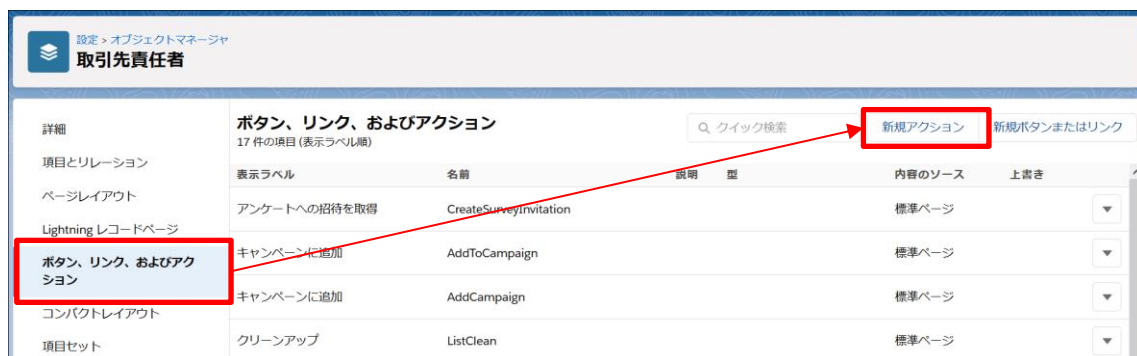 設定 > オブジェクトマネージャ
取引先責任者
詳細
項目とリレーション
ページレイアウト
Lightning レコードページ
ボタン、リンク、およびアク
ション
コンパクトレイアウト
項目セット
ボタン、リンク、およびアクション
17 件の項目 (表示ラベル順)
クイック検索
新規アクション
新規ボタンまたはリンク
表示ラベル 名前 説明 型 内容のソース 上書き
アンケートへの招待を取得 CreateSurveyInvitation 標準ページ
キャンペーンに追加 AddToCampaign 標準ページ
キャンペーンに追加 AddCampaign 標準ページ
クリーンアップ ListClean 標準ページ